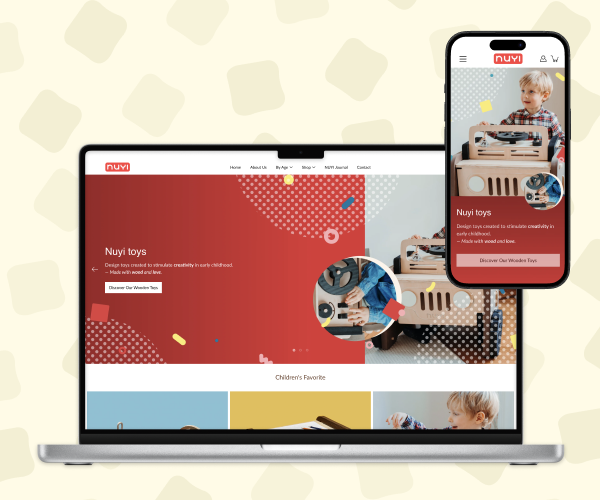 NUYI
Home About Us By Age Shop NUYI Journal Contact
Nuyi toys
Design toys created to stimulate creativity in early childhood.
— Made with wood and love.
Discover Our Wooden Toys
Children's Favorite
NUYI
Nuyi toys
Design toys created to stimulate creativity in
early childhood.
— Made with wood and love.
Discover Our Wooden Toys